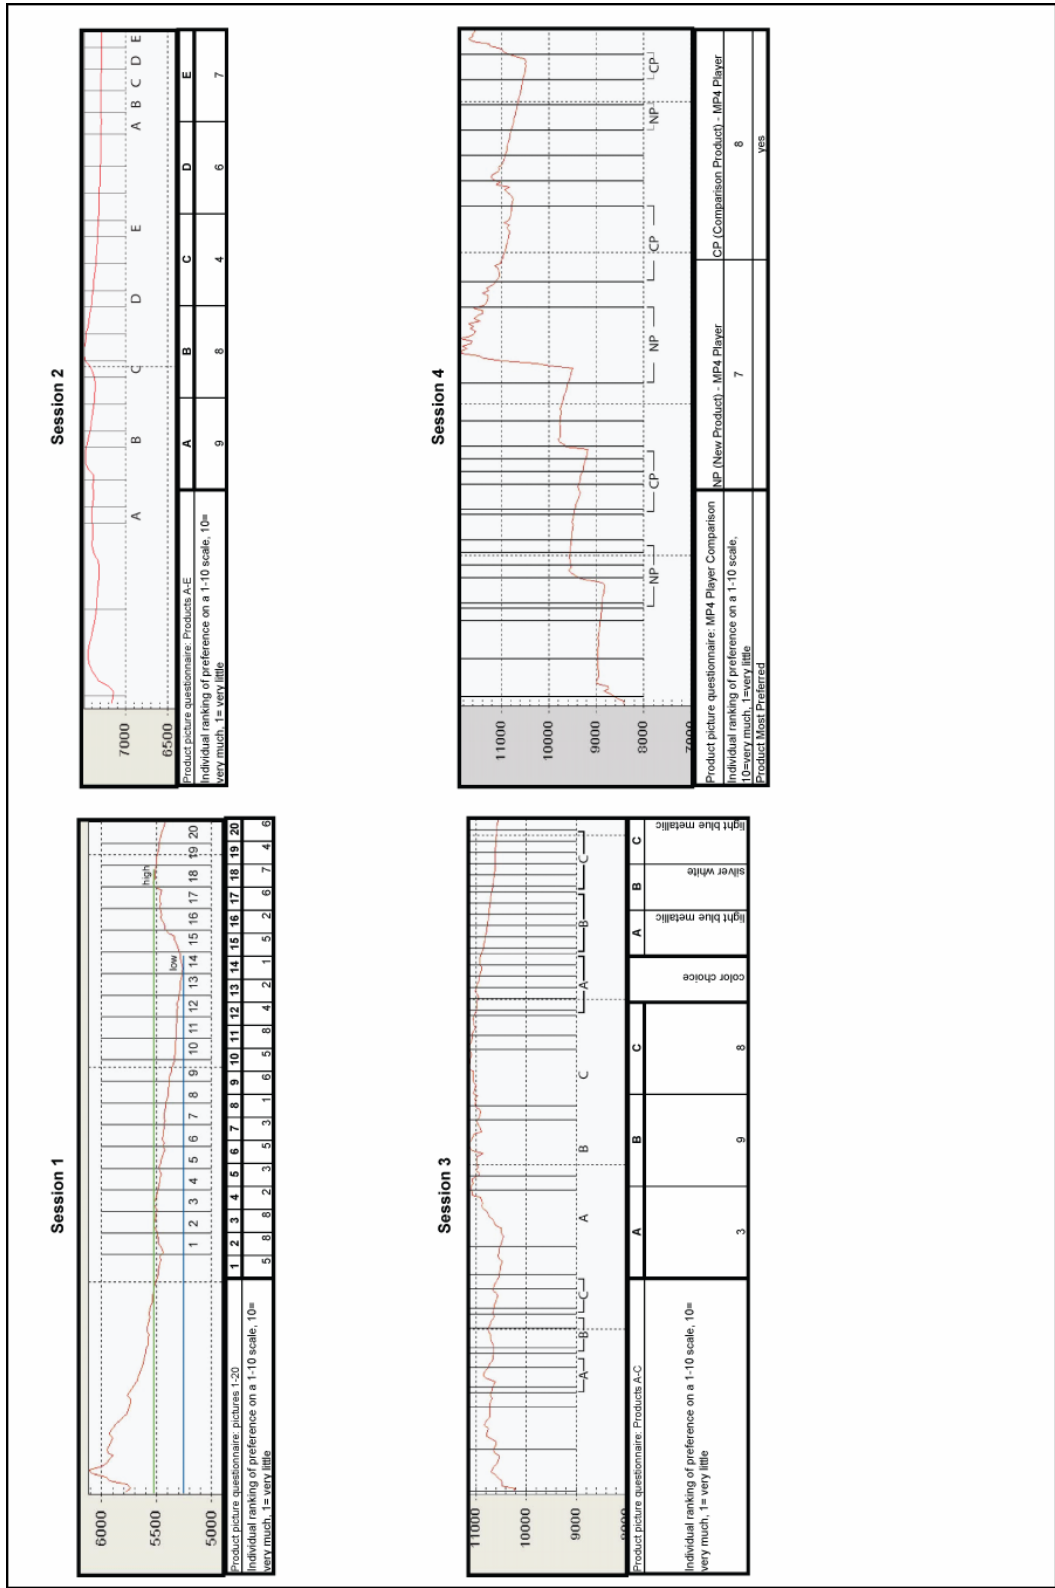 Session 1
6000
5500
5000
high
low
1 2 3 4 5 6 7 8 9 10 11 12 13 14 15 16 17 18 19 20
Product picture questionnaire: pictures 1-20
1 2 3 4 5 6 7 8 9 10 11 12 13 14 15 16 17 18 19 20
Individual ranking of preference on a 1-10 scale, 10=
very much, 1= very little
5 8 8 2 3 5 3 1 6 5 8 4 2 1 5 2 6 7 4 6
Session 2
7000
6500
A B C D E A B C D E
Product picture questionnaire: Products A-E
A B C D E
Individual ranking of preference on a 1-10 scale, 10=
very much, 1= very little
9 8 4 6 7
Session 3
11000
10000
9000
8000
A B C A B C A B C
Product picture questionnaire: Products A-C
A B C
color choice
A B C
Individual ranking of preference on a 1-10 scale, 10=
very much, 1= very little
3 9 8
light blue metallic
silver white
light blue metallic
Session 4
11000
10000
9000
8000
7000
NP CP NP CP NP CP
Product picture questionnaire: MP4 Player Comparison
NP (New Product) - MP4 Player
CP (Comparison Product) - MP4 Player
Individual ranking of preference on a 1-10 scale,
10=very much, 1=very little
7 8
Product Most Preferred
yes